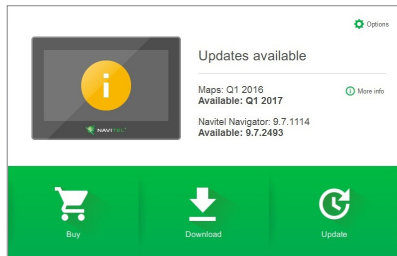 Options
Updates available
Maps: Q1 2016
Available: Q1 2017
More info
Navitel Navigator: 9.7.1114
Available: 9.7.2493
NAVITEL
Buy
Download
Update